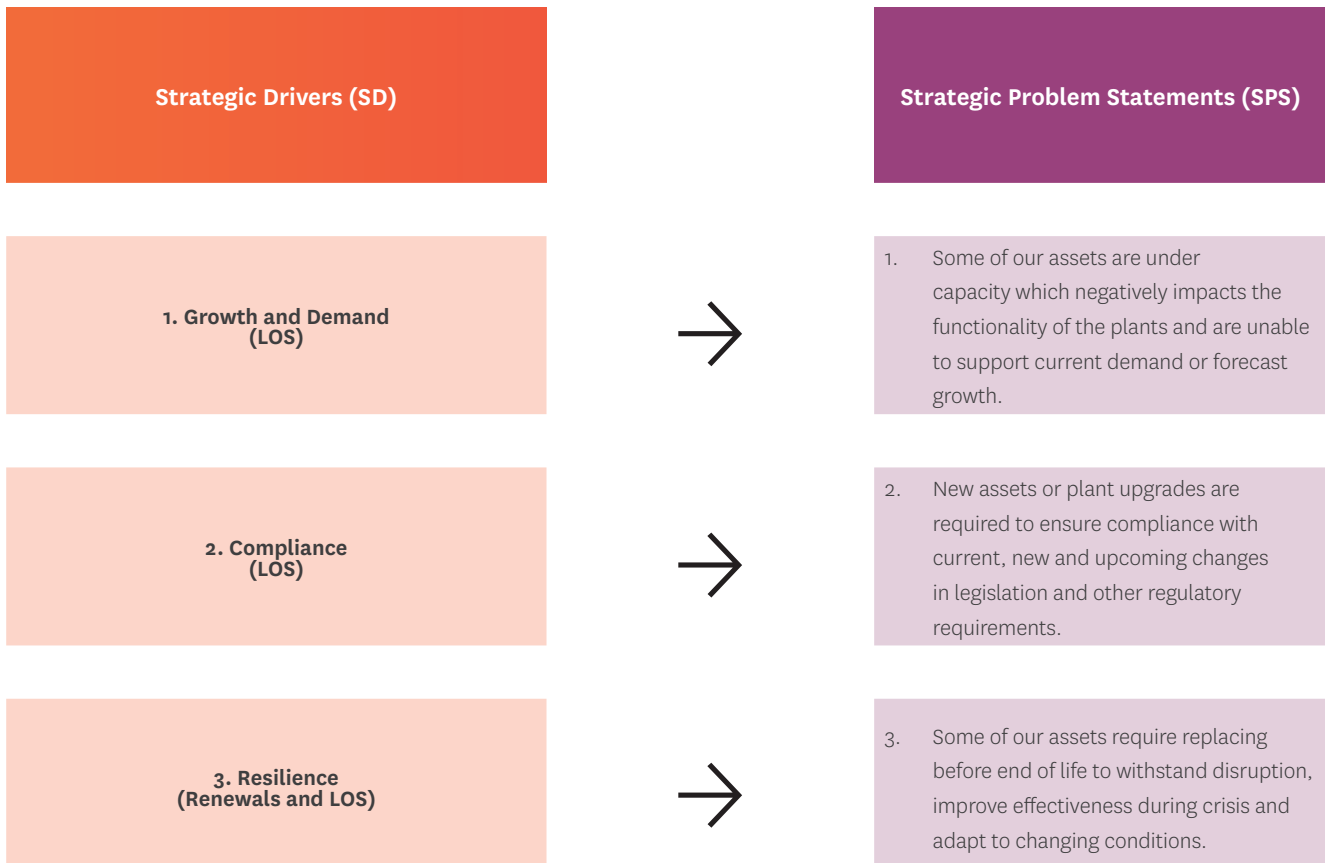 Strategic Drivers (SD)
Strategic Problem Statements (SPS)
1. Growth and Demand
(LOS)
1. Some of our assets are under
capacity which negatively impacts the
functionality of the plants and are unable
to support current demand or forecast
growth.
2. Compliance
(LOS)
2. New assets or plant upgrades are
required to ensure compliance with
current, new and upcoming changes
in legislation and other regulatory
requirements.
3. Resilience
(Renewals and LOS)
3. Some of our assets require replacing
before end of life to withstand disruption,
improve effectiveness during crisis and
adapt to changing conditions.